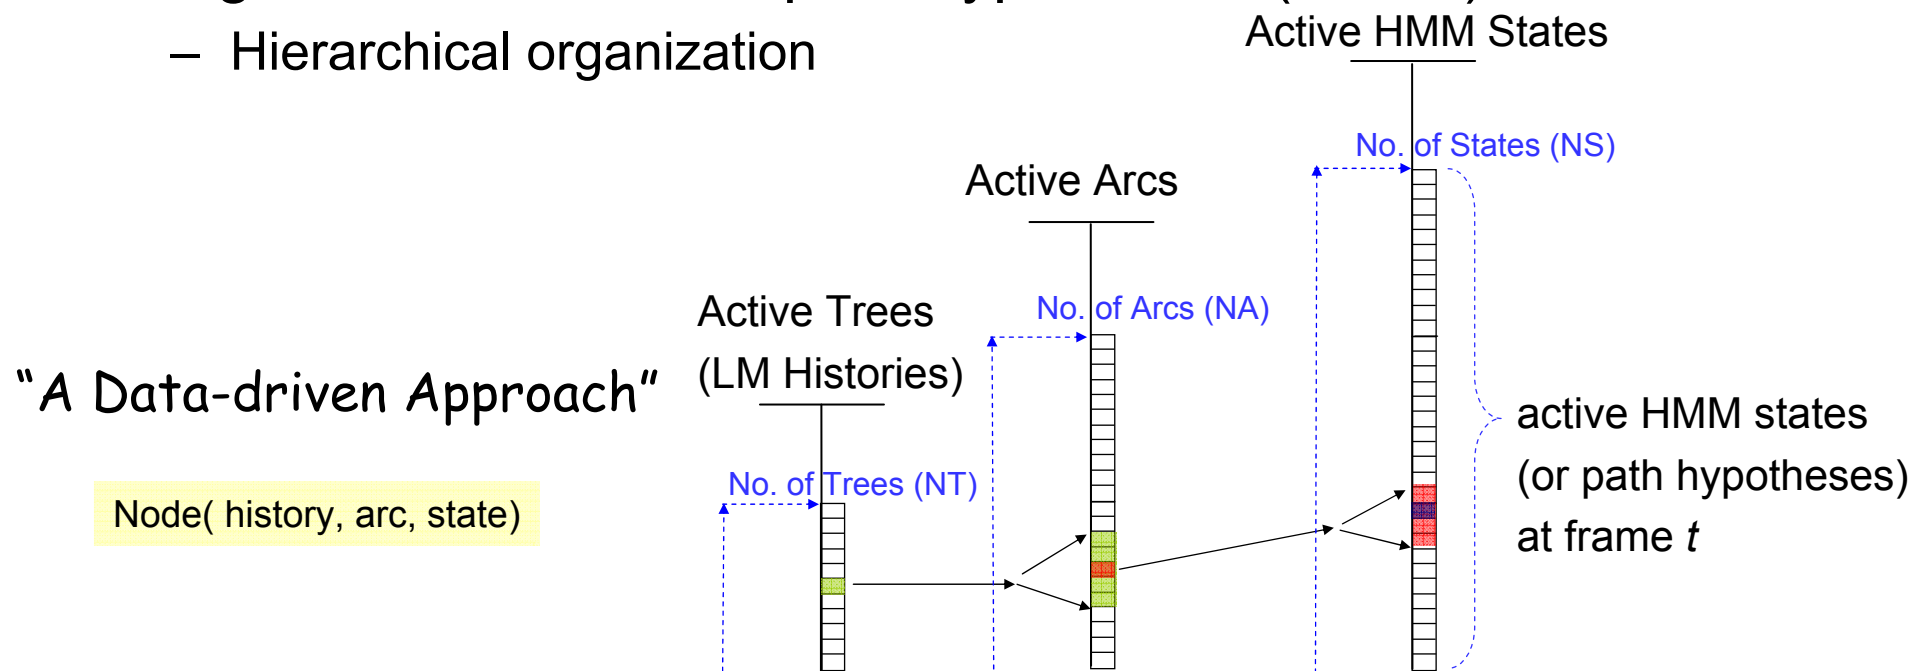 – Hierarchical organization
Active HMM States
No. of States (NS)
Active Arcs
No. of Arcs (NA)
Active Trees
(LM Histories)
No. of Trees (NT)
“A Data-driven Approach”
Node( history, arc, state)
active HMM states
(or path hypotheses)
at frame t